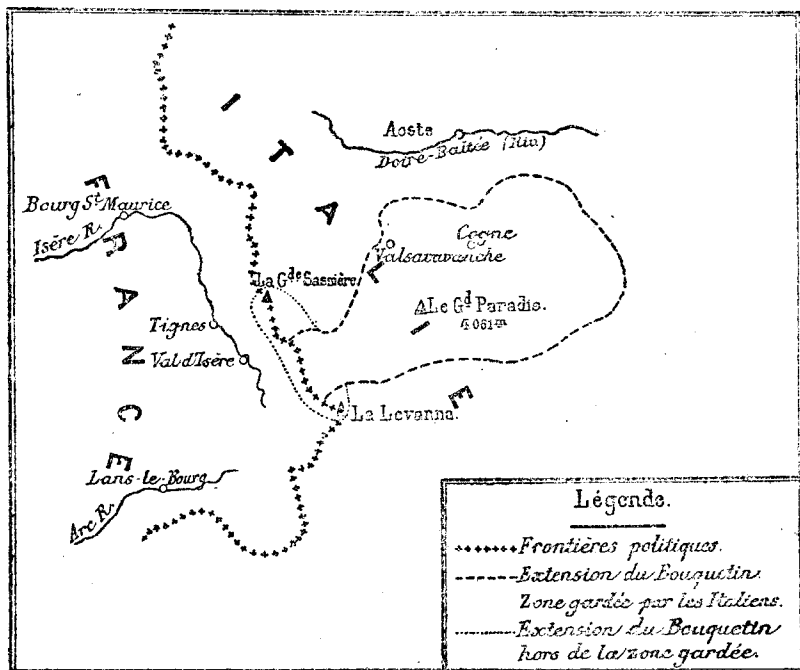 ITALIE
Aoste
Doire-Baltée (Riv)
FRANCE
Bourg St Maurice
Isère R.
Cogne
Valsavaranche
La Gde Sassière
Le Gd Paradis.
4061m
Tignes
Val d'Isère
La Levanna.
Lans-le-Bourg
Arc R.
Légende.
Frontières politiques.
Extension du Bouquetin.
Zone gardée par les Italiens.
Extension du Bouquetin
hors de la zone gardée.